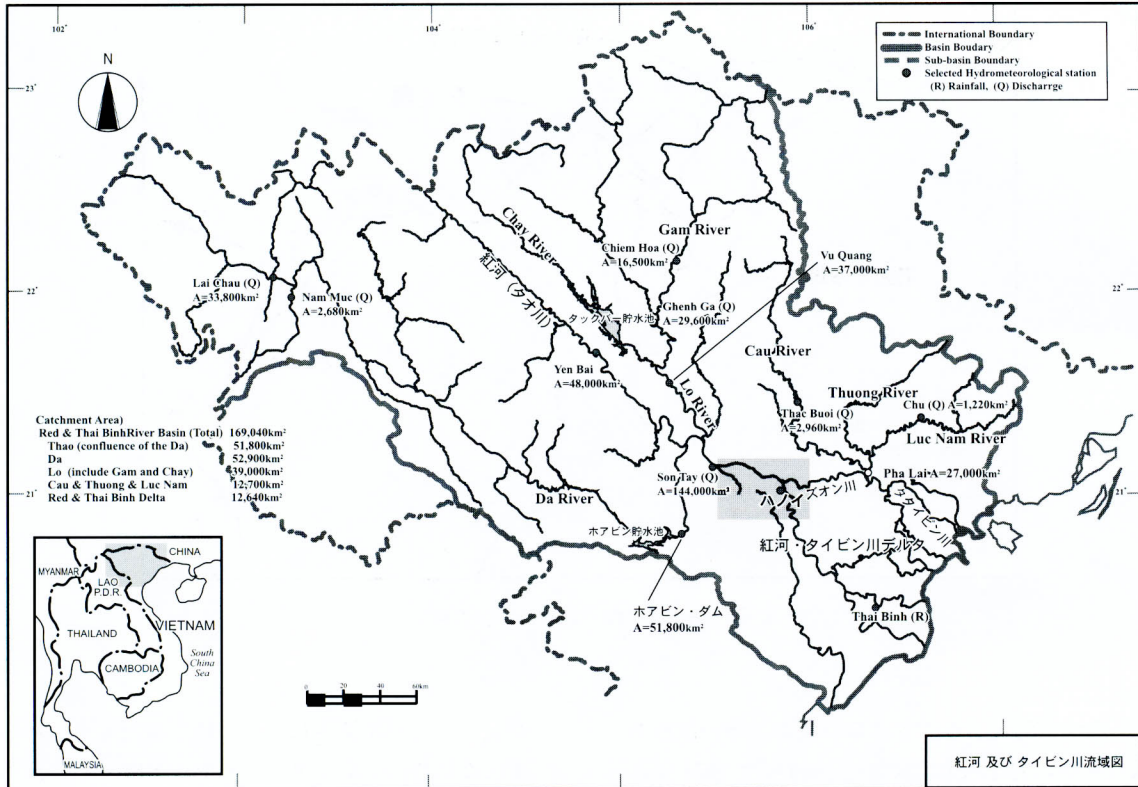 102°
104°
106°
International Boundary
Basin Boudary
Sub-basin Boundary
Selected Hydrometeorological station
(R) Rainfall, (Q) Discharrge
N
23°
22°
22°
21°
21°
Chay River
紅河 (タオ川)
Gam River
Chiem Hoa (Q)
A=16,500km²
Vu Quang
A=37,000km²
Lai Chau (Q)
A=33,800km²
Nam Muc (Q)
A=2,680km²
Ghenh Ga (Q)
A=29,600km²
タックバー貯水池
Yen Bai
A=48,000km²
Lo River
Cau River
Thuong River
Thac Buoi (Q)
A=2,960km²
Chu (Q) A=1,220km²
Luc Nam River
Catchment Area)
Red & Thai BinhRiver Basin (Total) 169,040km²
Thao (confluence of the Da) 51,800km²
Da 52,900km²
Lo (include Gam and Chay) 39,000km²
Cau & Thuong & Luc Nam 12,700km²
Red & Thai Binh Delta 12,640km²
Son Tay (Q)
A=144,000km²
Pha Lai A=27,000km²
ハノイ
ズオン川
Da River
ホアビン貯水池
紅河・タイビン川デルタ
ホアビン・ダム
A=51,800km²
Thai Binh (R)
CHINA
MYANMAR
LAO
P.D.R.
VIETNAM
THAILAND
CAMBODIA
South
China
Sea
MALAYSIA
0 20 40 60km
紅河 及び タイビン川流域図